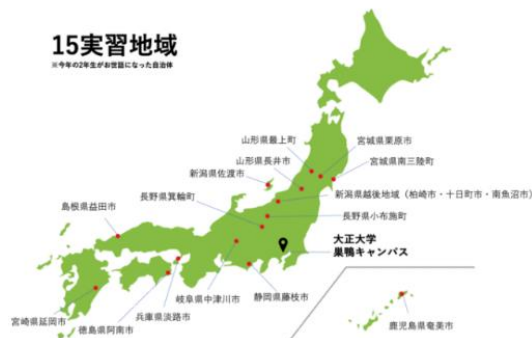 15実習地域
※今年の2年生がお世話になった自治体
山形県最上町
宮城県栗原市
山形県長井市
宮城県南三陸町
新潟県佐渡市
新潟県越後地域（柏崎市・十日町市・南魚沼市）
長野県箕輪町
長野県小布施町
島根県益田市
大正大学
巣鴨キャンパス
岐阜県中津川市
静岡県藤枝市
兵庫県淡路市
宮崎県延岡市
徳島県阿南市
鹿児島県奄美市